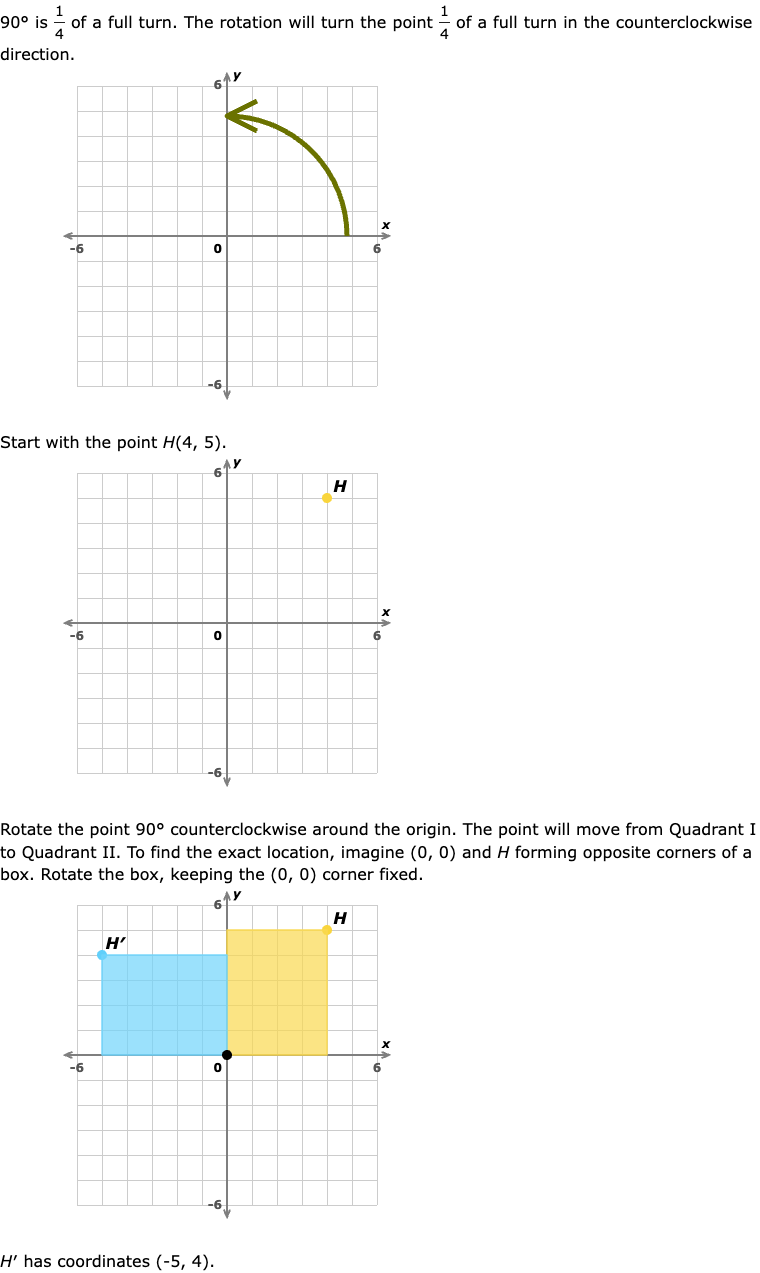 90° is 1/4 of a full turn. The rotation will turn the point 1/4 of a full turn in the counterclockwise
direction.
y
6
x
-6 0 6
-6
Start with the point H(4, 5).
y
6
H
x
-6 0 6
-6
Rotate the point 90° counterclockwise around the origin. The point will move from Quadrant I
to Quadrant II. To find the exact location, imagine (0, 0) and H forming opposite corners of a
box. Rotate the box, keeping the (0, 0) corner fixed.
y
6
H
H′
x
-6 0 6
-6
H′ has coordinates (-5, 4).